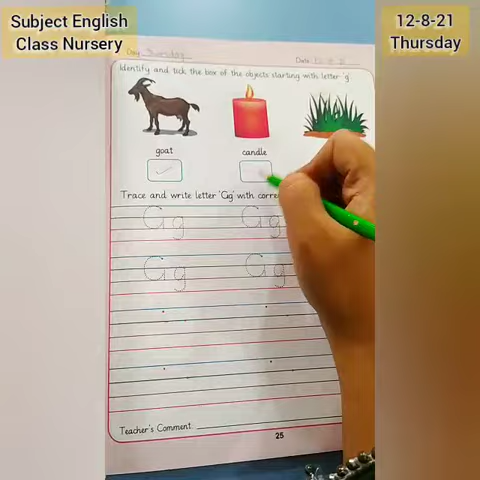 Subject English
Class Nursery
12-8-21
Thursday
Day Thursday Date
Identify and tick the box of the objects starting with letter 'g'
goat candle
Trace and write letter 'Gg' with
Gg Gg
Gg Gg
Teacher's Comment
25